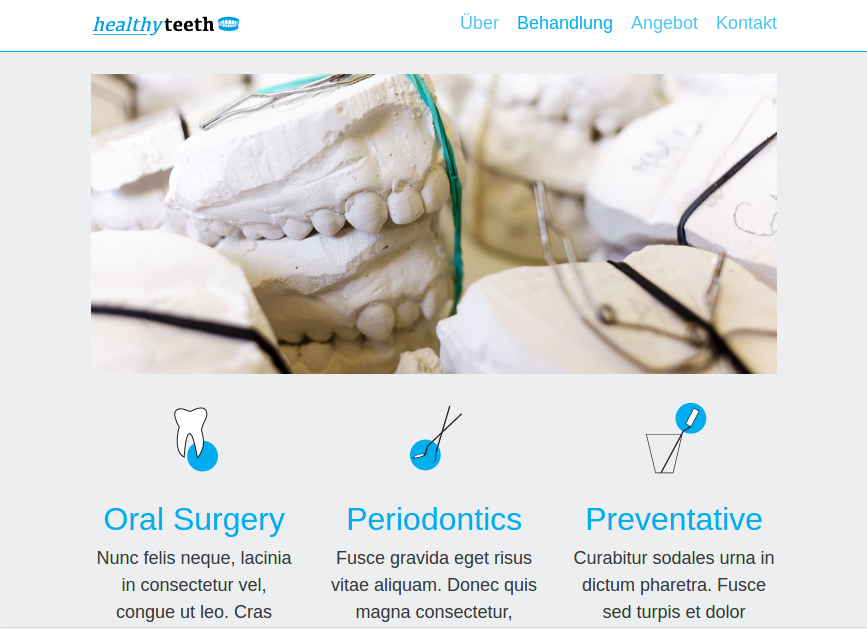 healthyteeth
Über Behandlung Angebot Kontakt
Oral Surgery
Nunc felis neque, lacinia
in consectetur vel,
congue ut leo. Cras
Periodontics
Fusce gravida eget risus
vitae aliquam. Donec quis
magna consectetur,
Preventative
Curabitur sodales urna in
dictum pharetra. Fusce
sed turpis et dolor